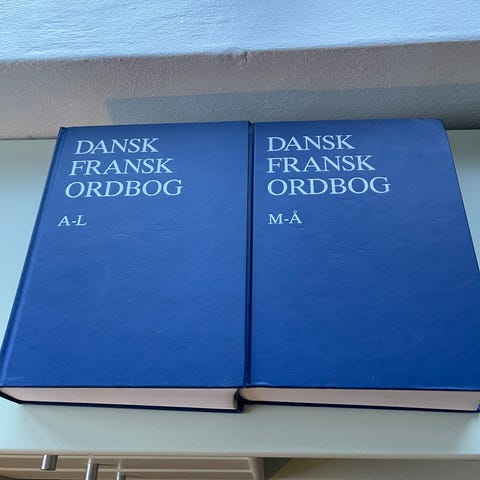 DANSK
FRANSK
ORDBOG
A-L
DANSK
FRANSK
ORDBOG
M-Å